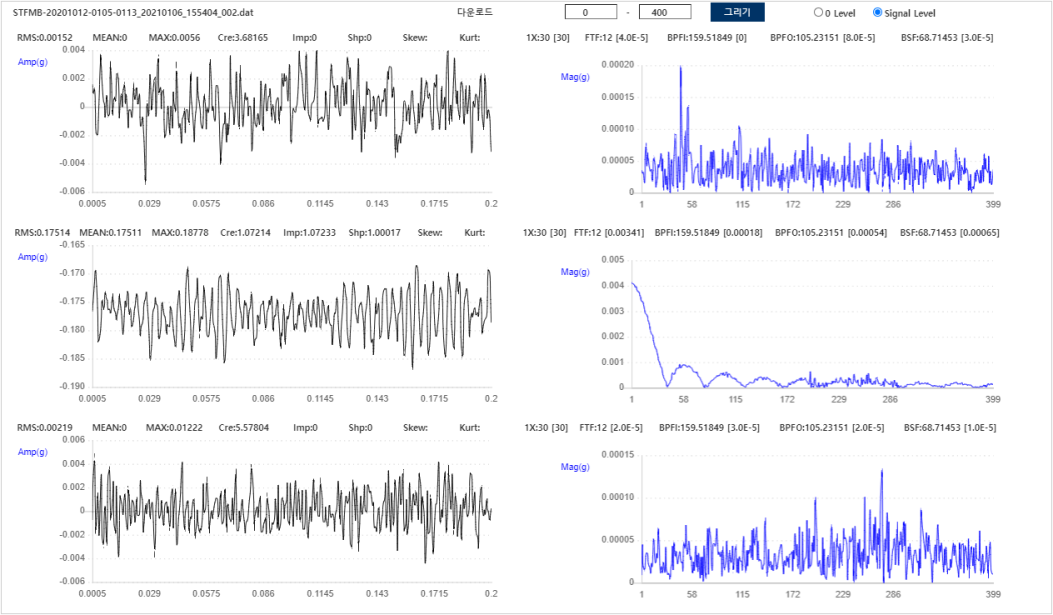 STFMB-20201012-0105-0113_20210106_155404_002.dat 다운로드 0 - 400 그리기 0 Level Signal Level
RMS:0.00152 MEAN:0 MAX:0.0056 Cre:3.68165 Imp:0 Shp:0 Skew: Kurt:
Amp(g)
0.004
0.002
0
-0.002
-0.004
-0.006
0.0005 0.029 0.0575 0.086 0.1145 0.143 0.1715 0.2
1X:30 [30] FTF:12 [4.0E-5] BPFI:159.51849 [0] BPFO:105.23151 [8.0E-5] BSF:68.71453 [3.0E-5]
Mag(g)
0.00020
0.00015
0.00010
0.00005
0
1 58 115 172 229 286 399
RMS:0.17514 MEAN:0.17511 MAX:0.18778 Cre:1.07214 Imp:1.07233 Shp:1.00017 Skew: Kurt:
Amp(g)
-0.165
-0.170
-0.175
-0.180
-0.185
-0.190
0.0005 0.029 0.0575 0.086 0.1145 0.143 0.1715 0.2
1X:30 [30] FTF:12 [0.00341] BPFI:159.51849 [0.00018] BPFO:105.23151 [0.00054] BSF:68.71453 [0.00065]
Mag(g)
0.005
0.004
0.003
0.002
0.001
0
1 58 115 172 229 286 399
RMS:0.00219 MEAN:0 MAX:0.01222 Cre:5.57804 Imp:0 Shp:0 Skew: Kurt:
Amp(g)
0.006
0.004
0.002
0
-0.002
-0.004
-0.006
0.0005 0.029 0.0575 0.086 0.1145 0.143 0.1715 0.2
1X:30 [30] FTF:12 [2.0E-5] BPFI:159.51849 [3.0E-5] BPFO:105.23151 [2.0E-5] BSF:68.71453 [1.0E-5]
Mag(g)
0.00015
0.00010
0.00005
0
1 58 115 172 229 286 399